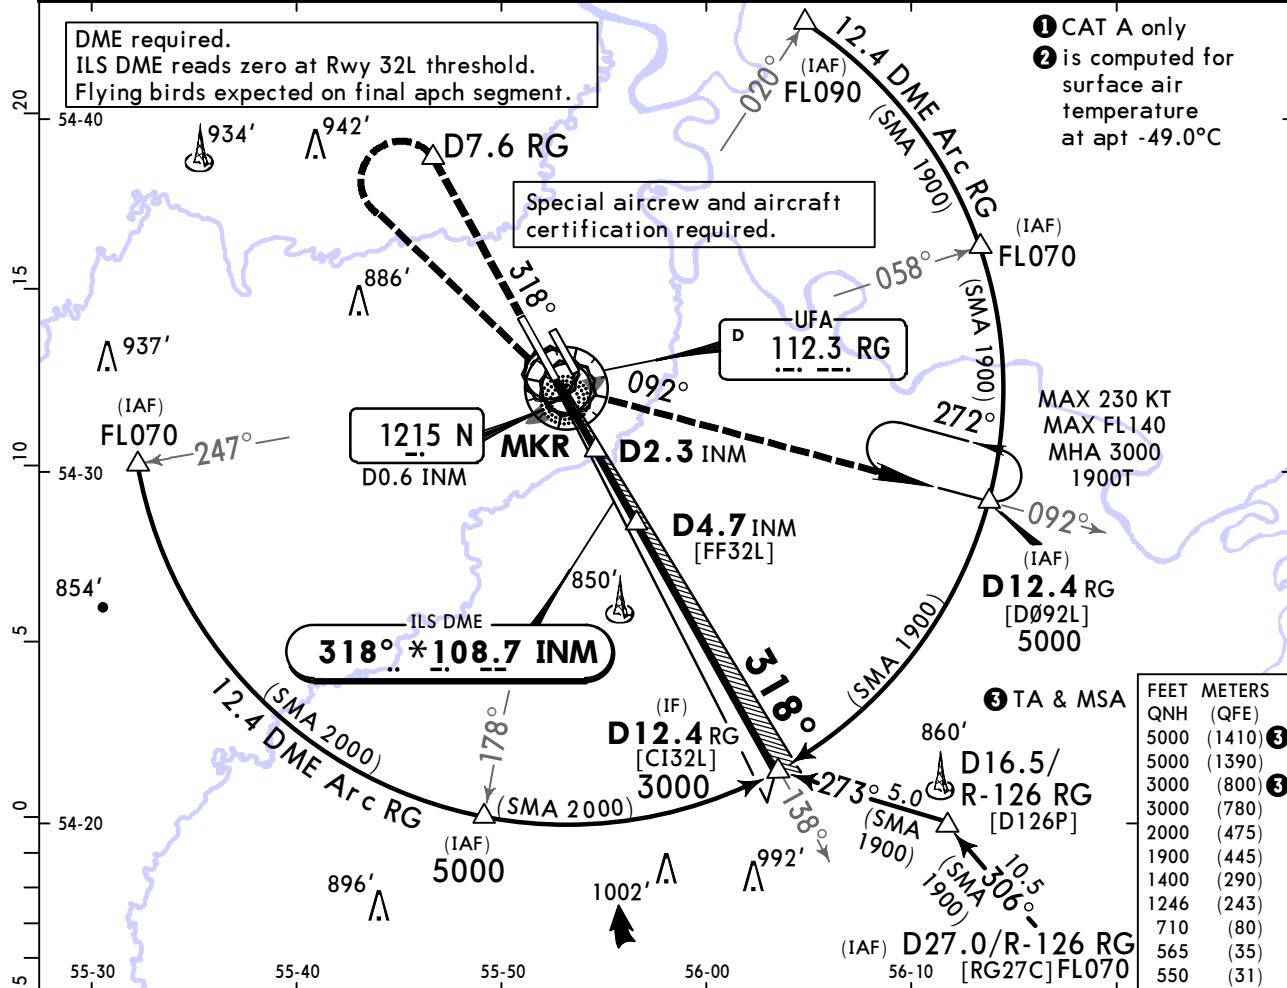 DME required.
ILS DME reads zero at Rwy 32L threshold.
Flying birds expected on final apch segment.
❶ CAT A only
❷ is computed for
surface air
temperature
at apt -49.0°C
020°
(IAF)
FL090
12.4 DME Arc RG
(SMA 1900)
20
54-40
934'
942'
D7.6 RG
Special aircrew and aircraft
certification required.
(IAF)
FL070
058°
15
886'
318°
(SMA 1900)
UFA
D 112.3 RG
937'
092°
(IAF)
FL070
247°
1215 N
D0.6 INM
MKR
D2.3 INM
272°
MAX 230 KT
MAX FL140
MHA 3000
1900T
10
54-30
D4.7 INM
[FF32L]
092°
(IAF)
D12.4 RG
[DØ92L]
5000
854'
850'
5
ILS DME
318° *108.7 INM
318°
(SMA 1900)
(SMA 2000)
12.4 DME Arc RG
178°
(IF)
D12.4 RG
[CI32L]
3000
❸ TA & MSA
860'
D16.5/
R-126 RG
[D126P]
273°
5.0
(SMA
1900)
138°
0
54-20
(SMA 2000)
(IAF)
5000
896'
992'
1002'
10.5
306°
(SMA
1900)
(IAF) D27.0/R-126 RG
[RG27C] FL070
5
55-30
55-40
55-50
56-00
56-10
FEET METERS
QNH (QFE)
5000 (1410) ❸
5000 (1390)
3000 (800) ❸
3000 (780)
2000 (475)
1900 (445)
1400 (290)
1246 (243)
710 (80)
565 (35)
550 (31)